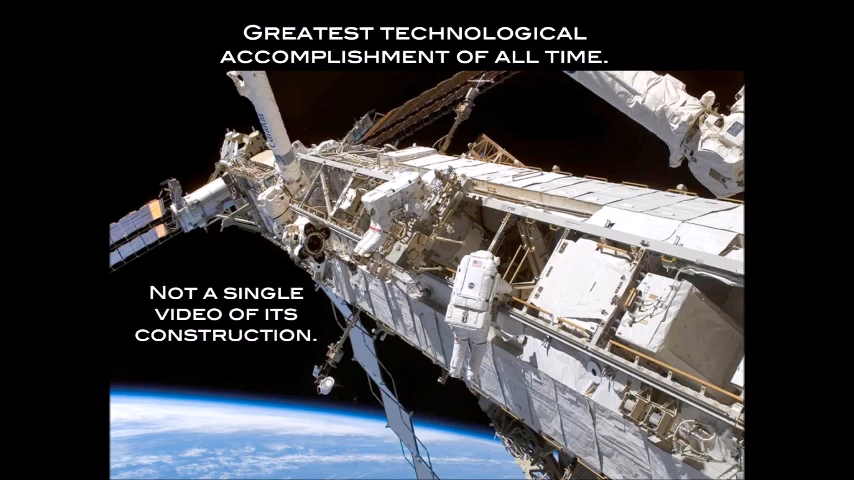 Greatest technological
accomplishment of all time.
Not a single
video of its
construction.